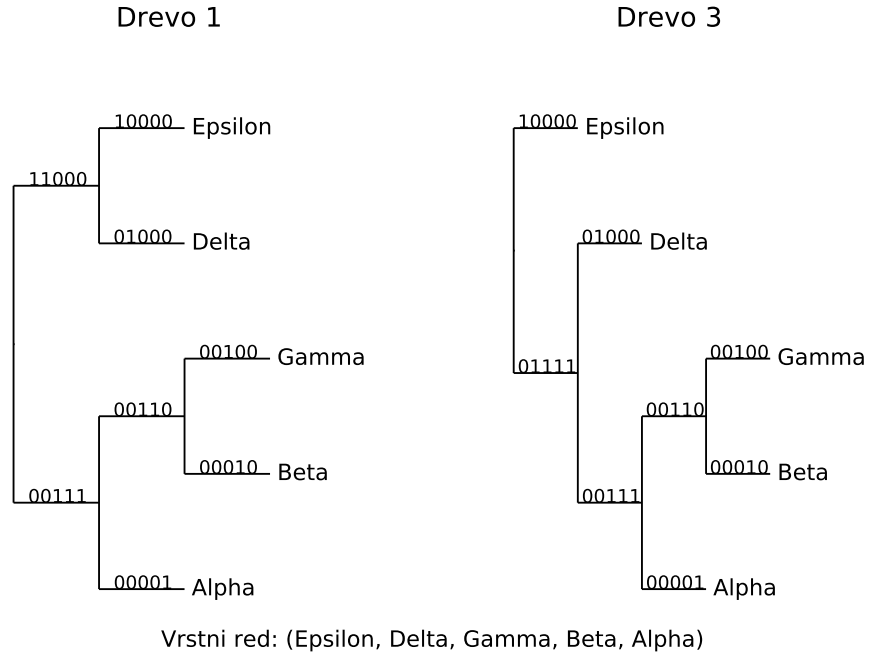 Drevo 1
Drevo 3
10000 Epsilon
10000 Epsilon
11000
01000 Delta
01000 Delta
00100 Gamma
00100 Gamma
01111
00110
00110
00010 Beta
00010 Beta
00111
00111
00001 Alpha
00001 Alpha
Vrstni red: (Epsilon, Delta, Gamma, Beta, Alpha)